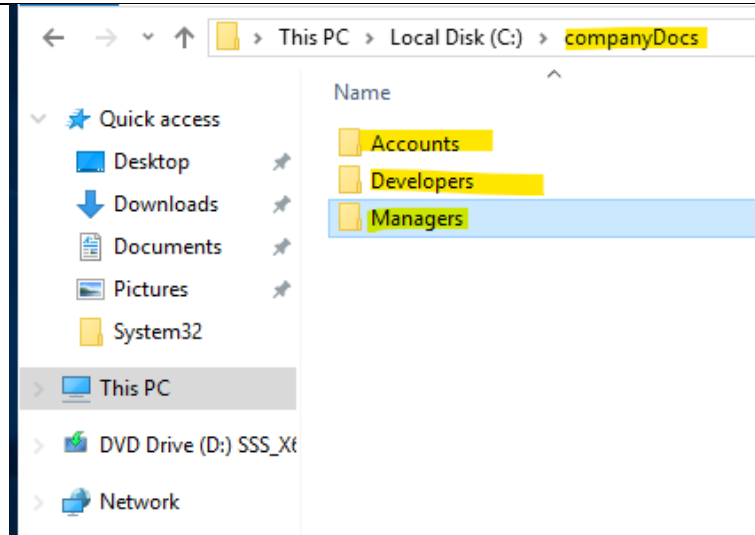 This PC > Local Disk (C:) > companyDocs
Name
Quick access
Desktop
Downloads
Documents
Pictures
System32
This PC
DVD Drive (D:) SSS_X6
Network
Accounts
Developers
Managers